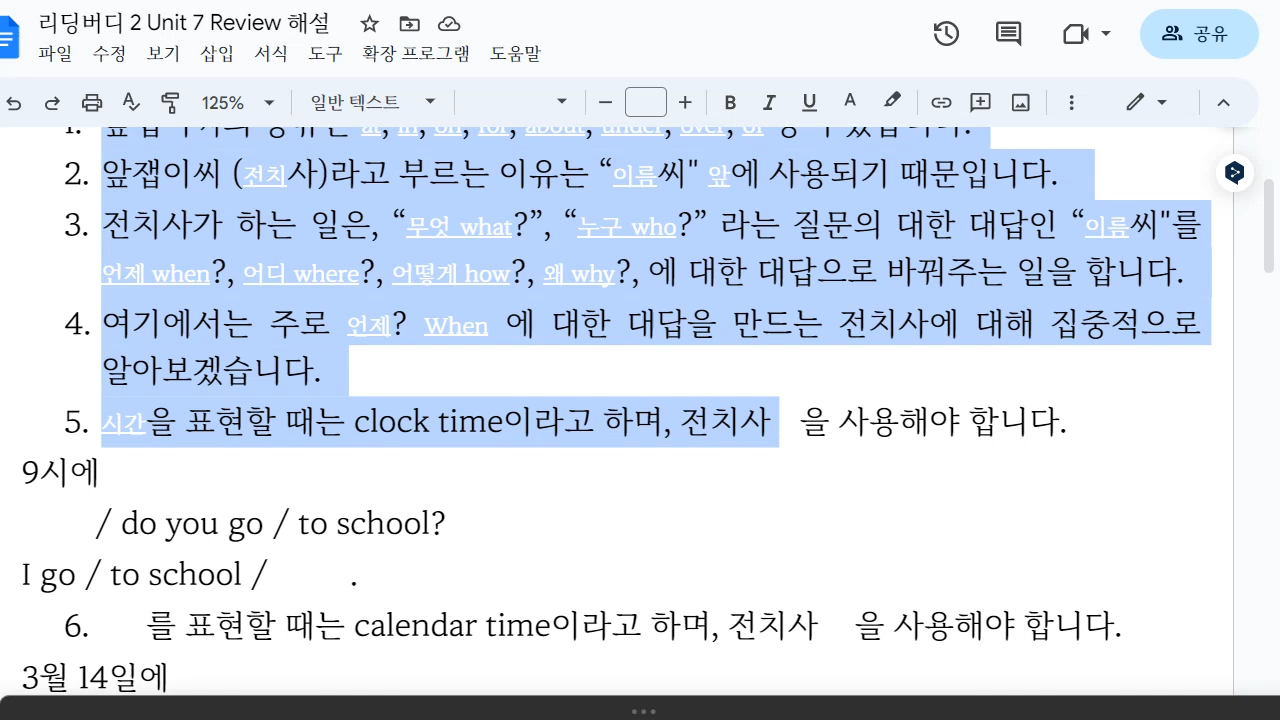 리딩버디 2 Unit 7 Review 해설
파일 수정 보기 삽입 서식 도구 확장 프로그램 도움말
공유
125% 일반 텍스트
at, in, on, for, about, under, over, of
2. 앞잽이씨 (전치사)라고 부르는 이유는 “이름씨" 앞에 사용되기 때문입니다.
3. 전치사가 하는 일은, “무엇 what?”, “누구 who?” 라는 질문의 대한 대답인 “이름씨"를
언제 when?, 어디 where?, 어떻게 how?, 왜 why?, 에 대한 대답으로 바꿔주는 일을 합니다.
4. 여기에서는 주로 언제? When 에 대한 대답을 만드는 전치사에 대해 집중적으로
알아보겠습니다.
5. 시간을 표현할 때는 clock time이라고 하며, 전치사 을 사용해야 합니다.
9시에
/ do you go / to school?
I go / to school / .
6. 를 표현할 때는 calendar time이라고 하며, 전치사 을 사용해야 합니다.
3월 14일에